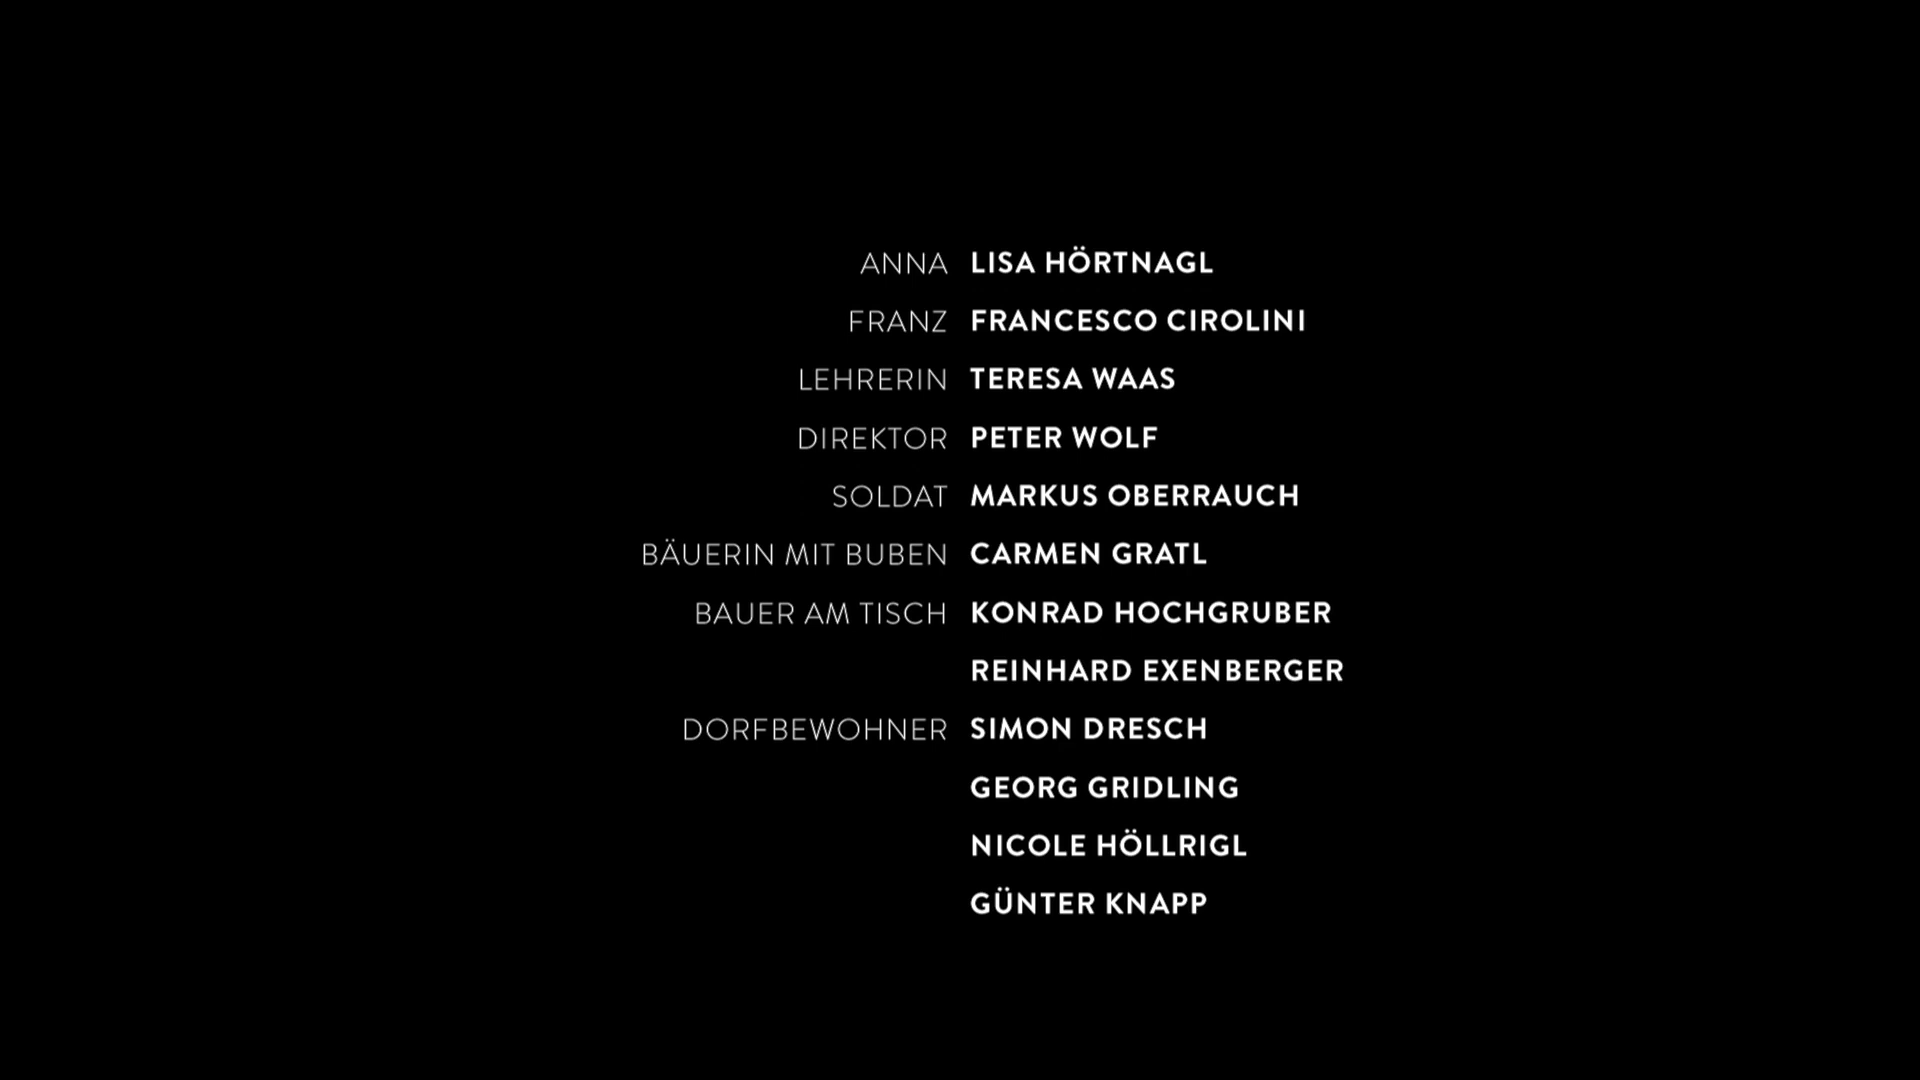 ANNA LISA HÖRTNAGL
FRANZ FRANCESCO CIROLINI
LEHRERIN TERESA WAAS
DIREKTOR PETER WOLF
SOLDAT MARKUS OBERRAUCH
BÄUERIN MIT BUBEN CARMEN GRATL
BAUER AM TISCH KONRAD HOCHGRUBER
REINHARD EXENBERGER
DORFBEWOHNER SIMON DRESCH
GEORG GRIDLING
NICOLE HÖLLRIGL
GÜNTER KNAPP